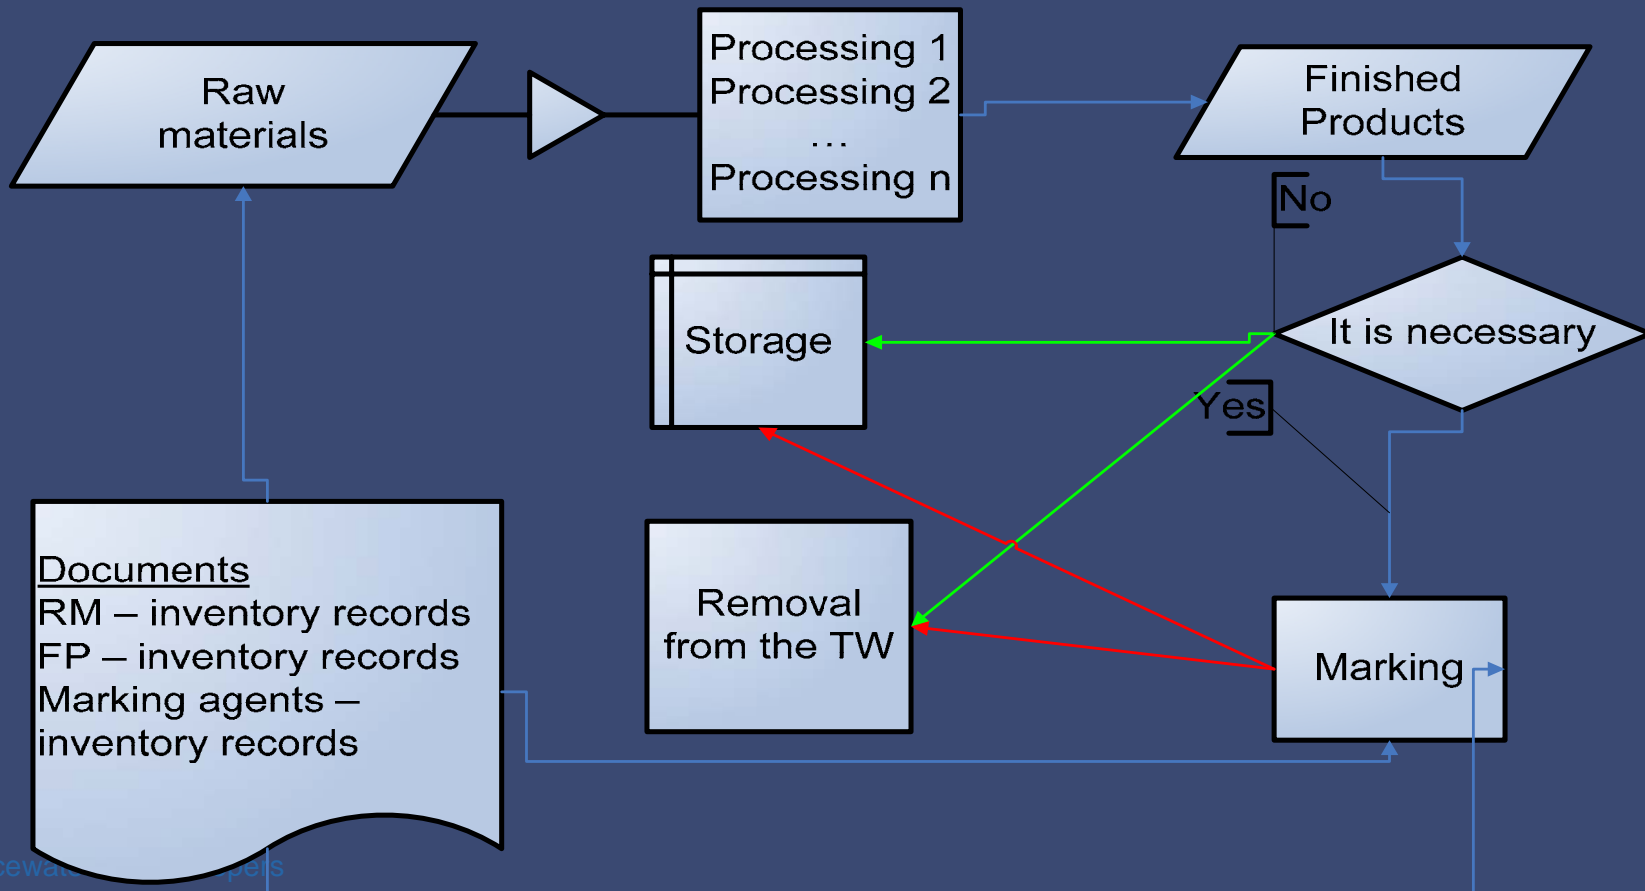 Raw
materials
Processing 1
Processing 2
...
Processing n
Finished
Products
No
It is necessary
Storage
Yes
Documents
RM – inventory records
FP – inventory records
Marking agents –
inventory records
Removal
from the TW
Marking